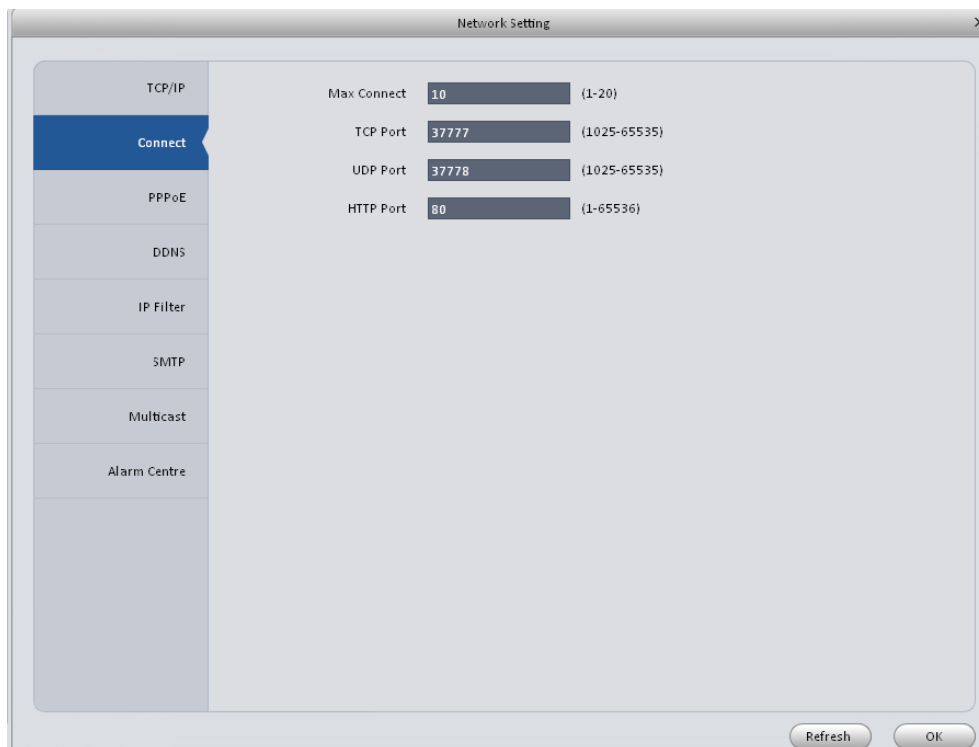 Network Setting
TCP/IP
Connect
PPPoE
DDNS
IP Filter
SMTP
Multicast
Alarm Centre
Max Connect 10 (1-20)
TCP Port 37777 (1025-65535)
UDP Port 37778 (1025-65535)
HTTP Port 80 (1-65536)
Refresh OK